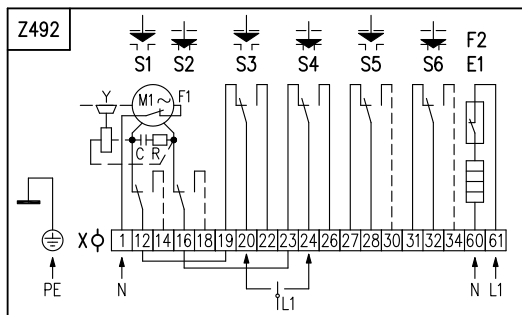 Z492
S1 S2 S3 S4 S5 S6 F2
E1
Y M1~ F1
C R
X 1 12 14 16 18 19 20 22 23 24 26 27 28 30 31 32 34 60 61
PE N L1 N L1